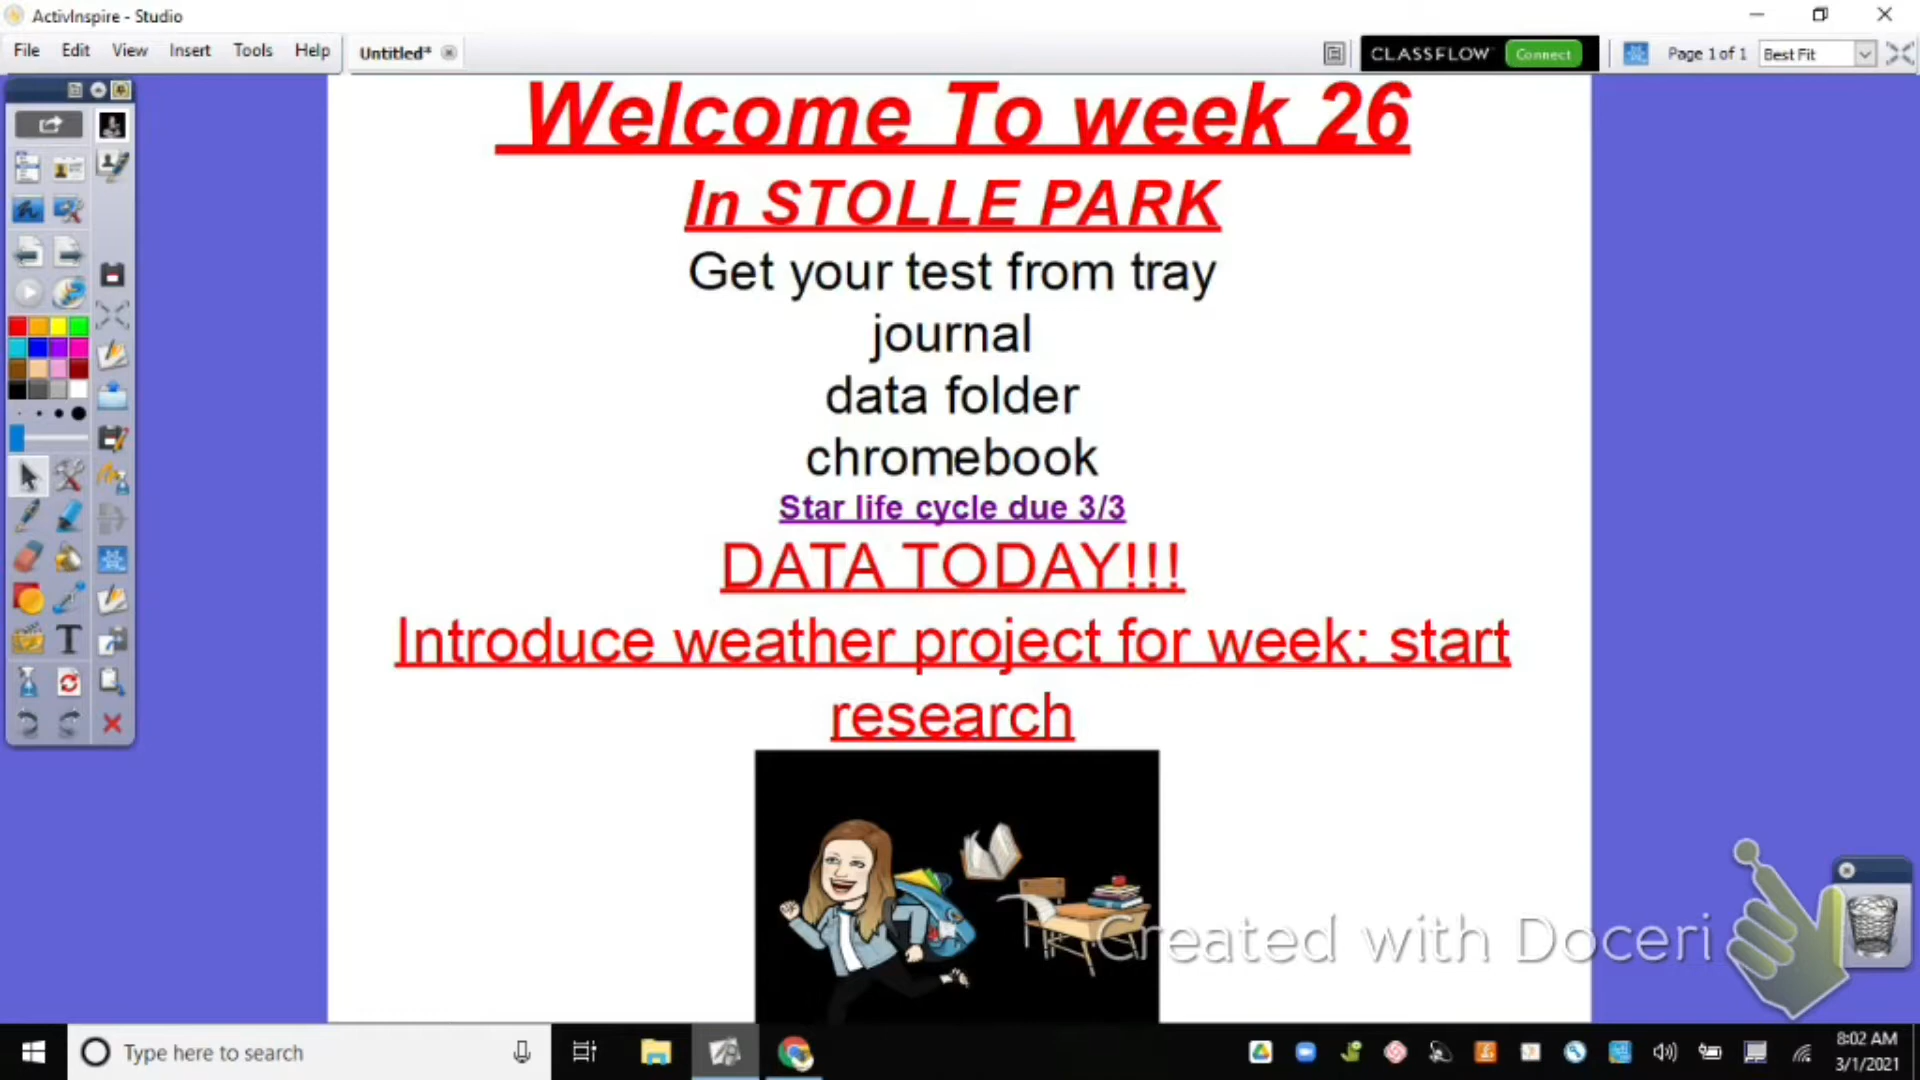 ActivInspire - Studio
File Edit View Insert Tools Help
Untitled*
CLASSFLOW Connect
Page 1 of 1 Best Fit
Welcome To week 26
In STOLLE PARK
Get your test from tray
journal
data folder
chromebook
Star life cycle due 3/3
DATA TODAY!!!
Introduce weather project for week: start
research
Created with Doceri
Type here to search
8:02 AM
3/1/2021